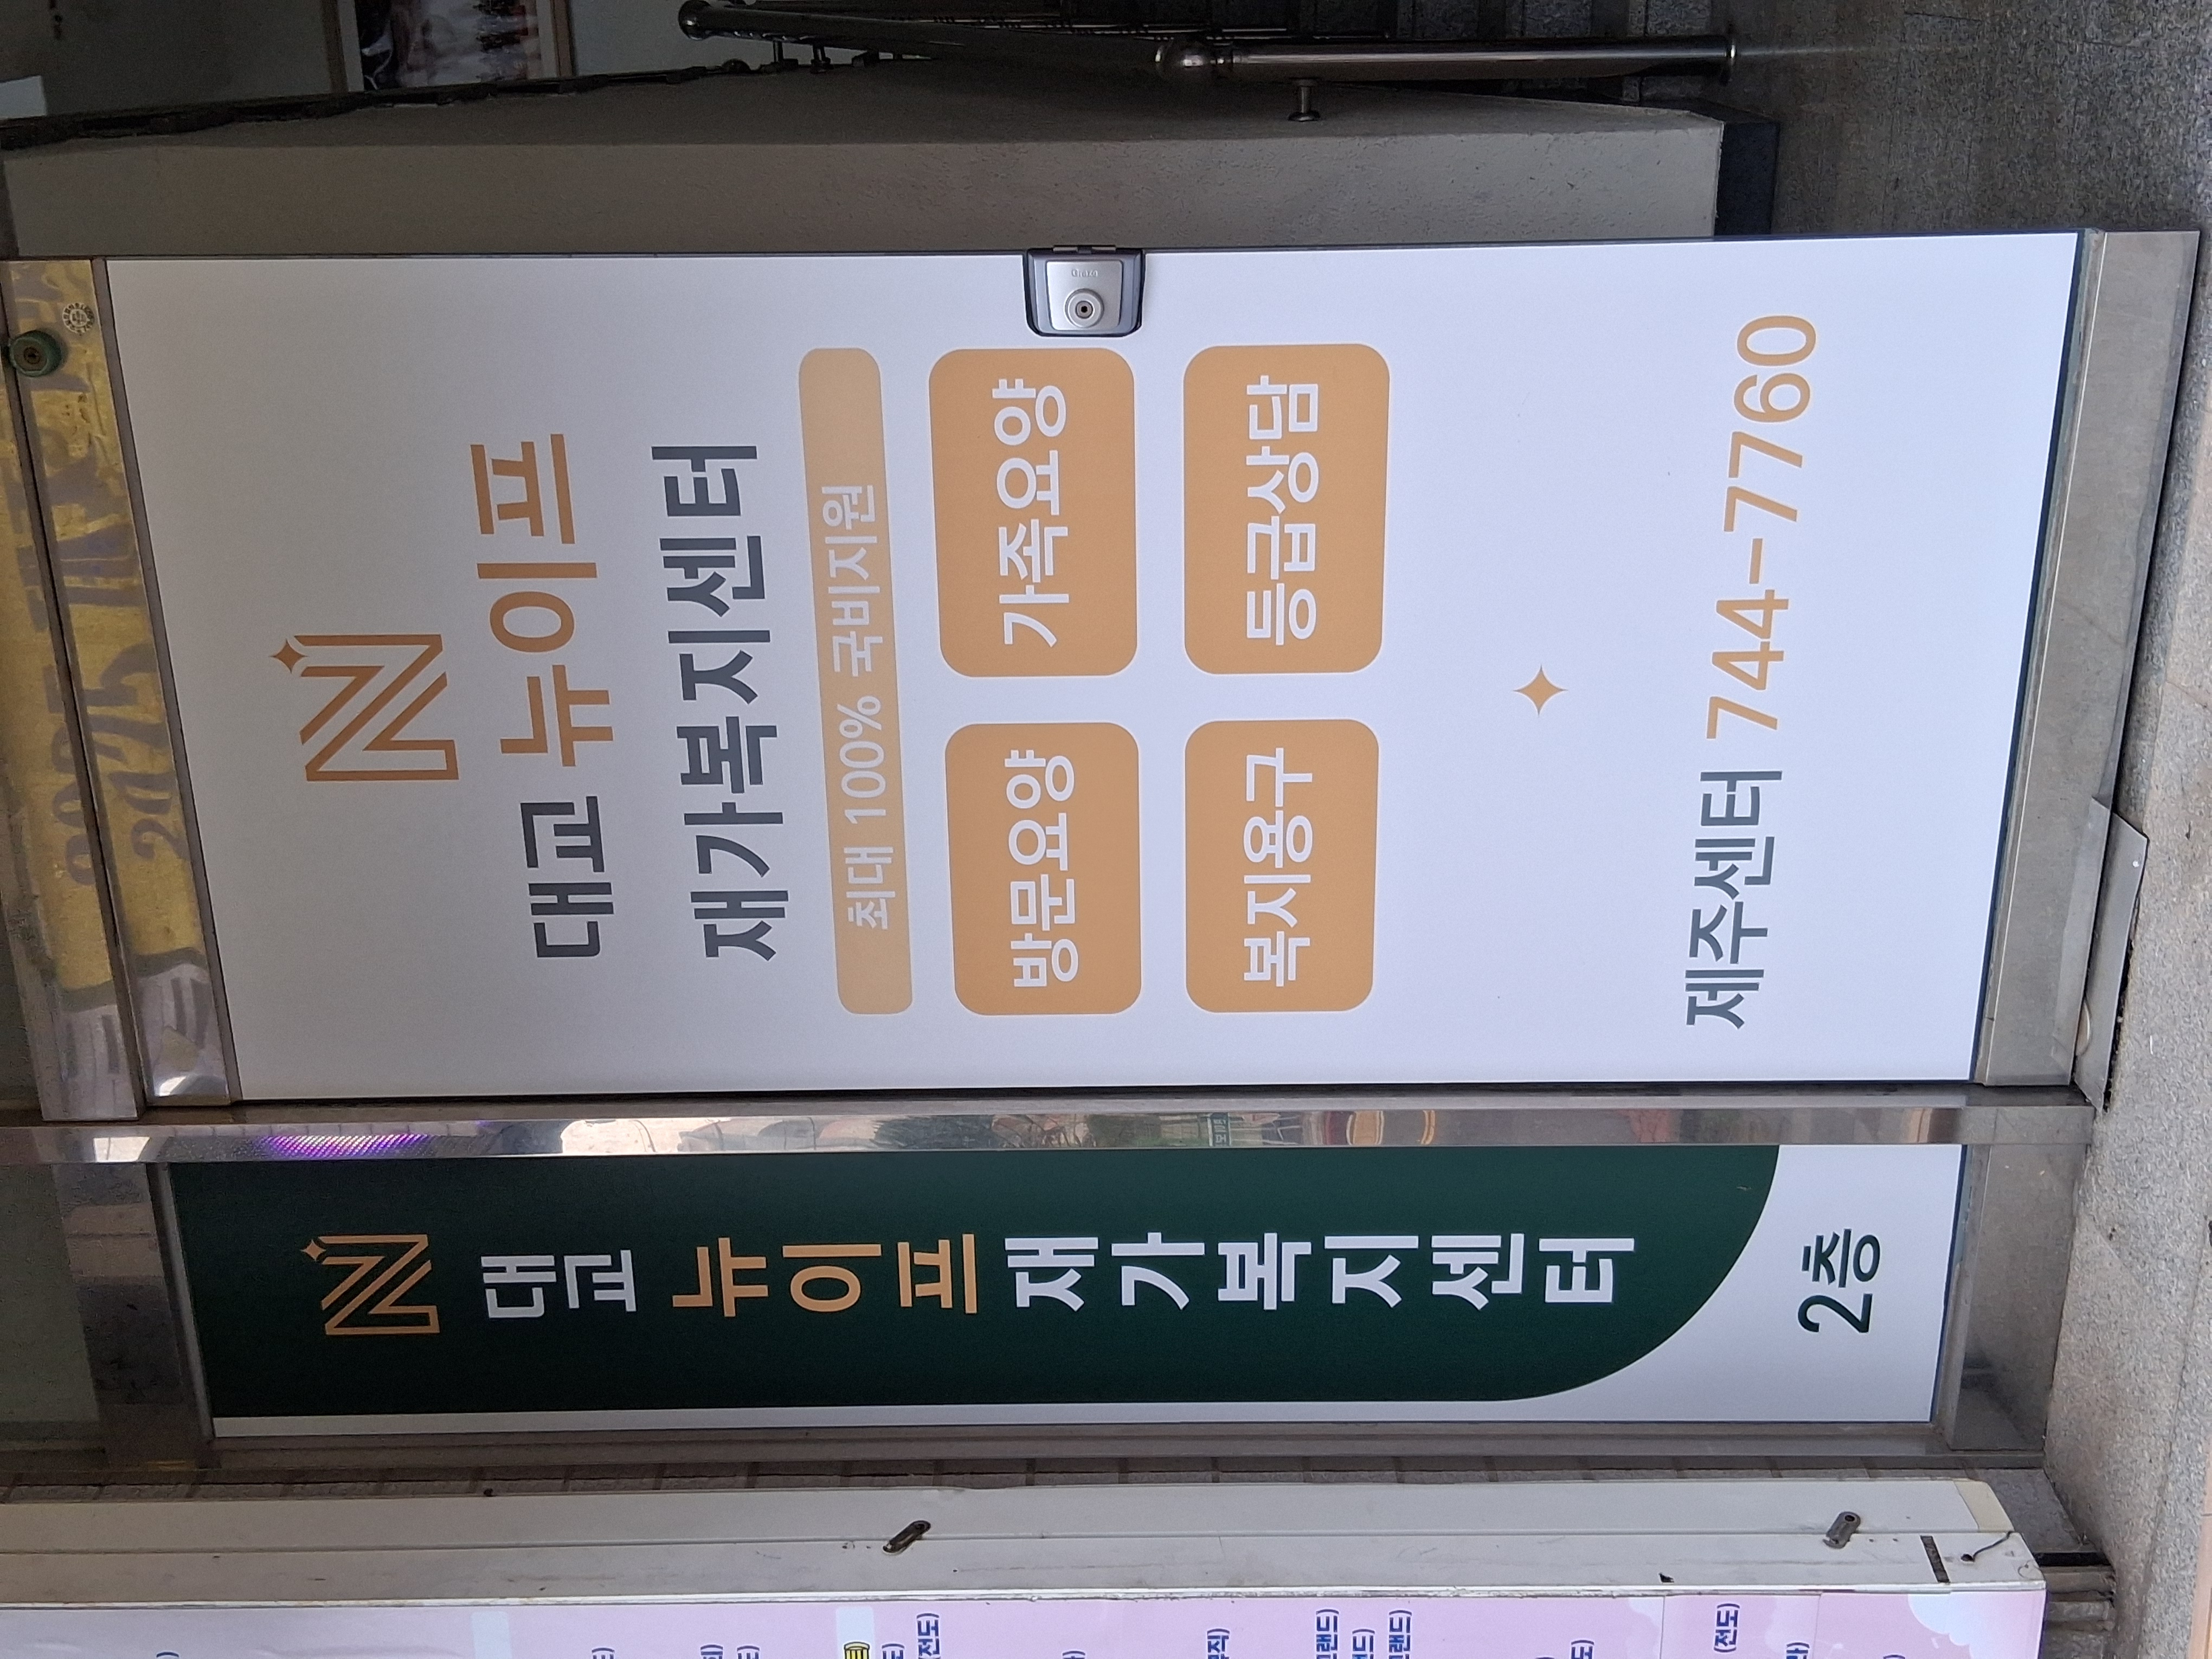 대교 뉴이프
재가복지센터
최대 100% 국비지원
방문요양
가족요양
복지용구
등급상담
제주센터 744-7760
대교 뉴이프 재가복지센터
2층
(전도)